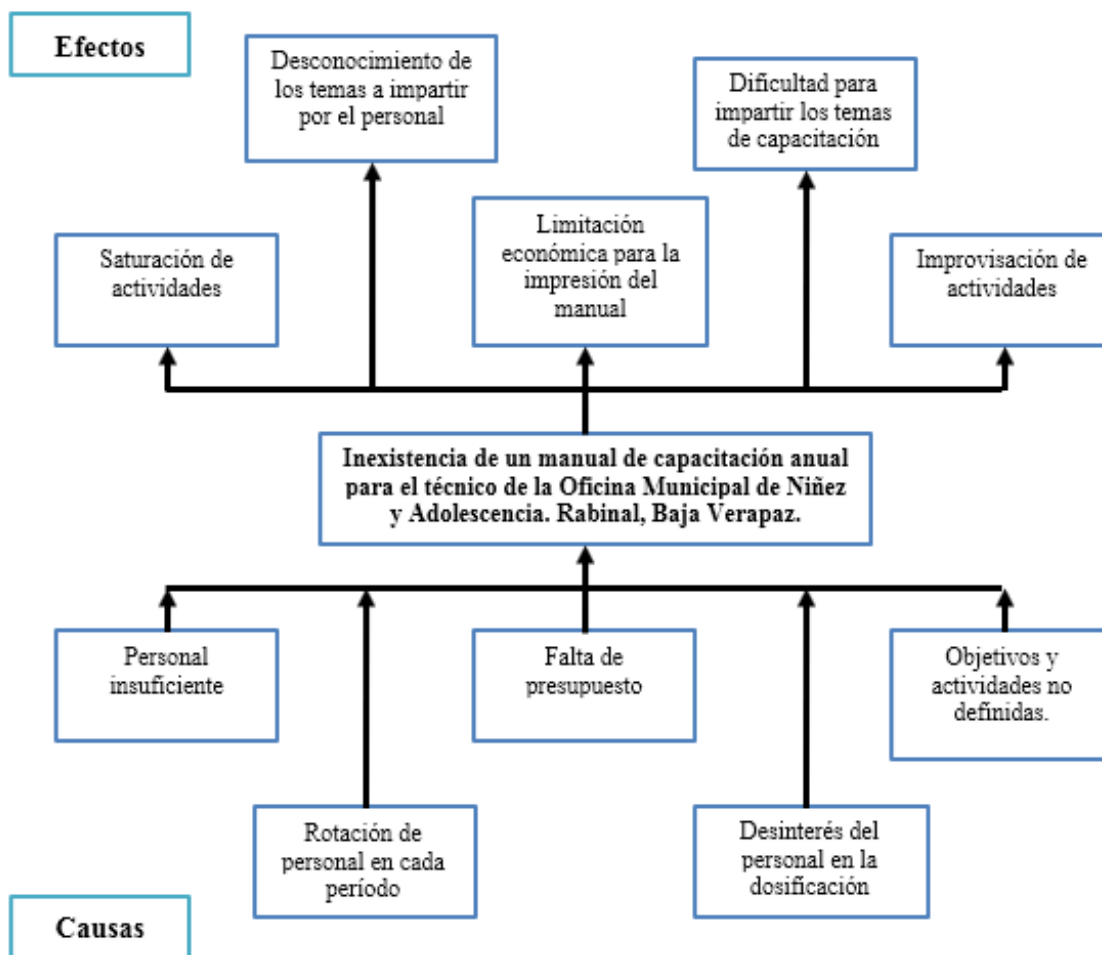 Efectos
Desconocimiento de
los temas a impartir
por el personal
Dificultad para
impartir los temas
de capacitación
Saturación de
actividades
Limitación
económica para la
impresión del
manual
Improvisación de
actividades
Inexistencia de un manual de capacitación anual
para el técnico de la Oficina Municipal de Niñez
y Adolescencia. Rabinal, Baja Verapaz.
Personal
insuficiente
Falta de
presupuesto
Objetivos y
actividades no
definidas.
Rotación de
personal en cada
período
Desinterés del
personal en la
dosificación
Causas